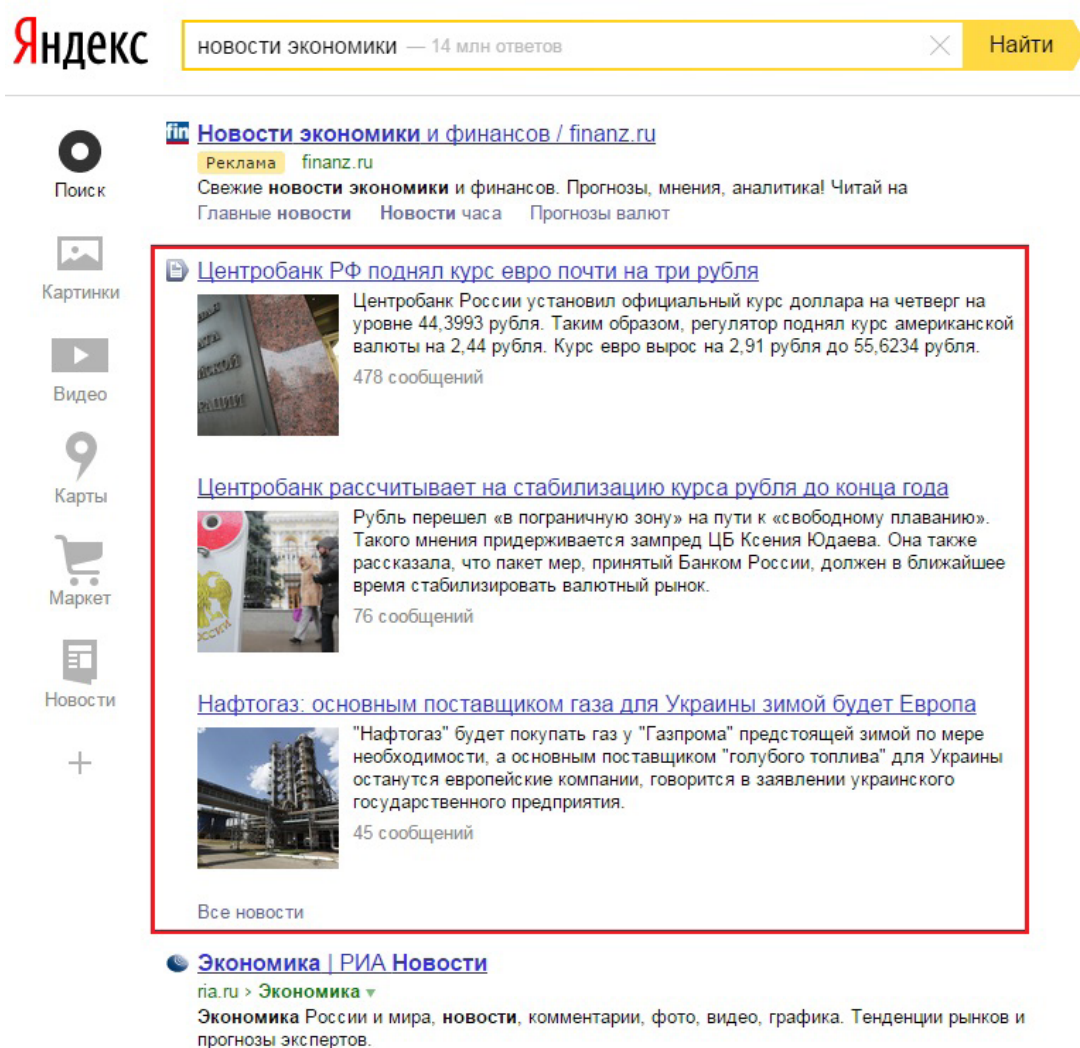 Яндекс
новости экономики — 14 млн ответов
Найти
Поиск
Картинки
Видео
Карты
Маркет
Новости
fin Новости экономики и финансов / finanz.ru
Реклама finanz.ru
Свежие новости экономики и финансов. Прогнозы, мнения, аналитика! Читай на
Главные новости Новости часа Прогнозы валют
Центробанк РФ поднял курс евро почти на три рубля
Центробанк России установил официальный курс доллара на четверг на
уровне 44,3993 рубля. Таким образом, регулятор поднял курс американской
валюты на 2,44 рубля. Курс евро вырос на 2,91 рубля до 55,6234 рубля.
478 сообщений
Центробанк рассчитывает на стабилизацию курса рубля до конца года
Рубль перешел «в пограничную зону» на пути к «свободному плаванию».
Такого мнения придерживается зампред ЦБ Ксения Юдаева. Она также
рассказала, что пакет мер, принятый Банком России, должен в ближайшее
время стабилизировать валютный рынок.
76 сообщений
Нафтогаз: основным поставщиком газа для Украины зимой будет Европа
"Нафтогаз" будет покупать газ у "Газпрома" предстоящей зимой по мере
необходимости, а основным поставщиком "голубого топлива" для Украины
останутся европейские компании, говорится в заявлении украинского
государственного предприятия.
45 сообщений
Все новости
Экономика | РИА Новости
ria.ru › Экономика
Экономика России и мира, новости, комментарии, фото, видео, графика. Тенденции рынков и
прогнозы экспертов.